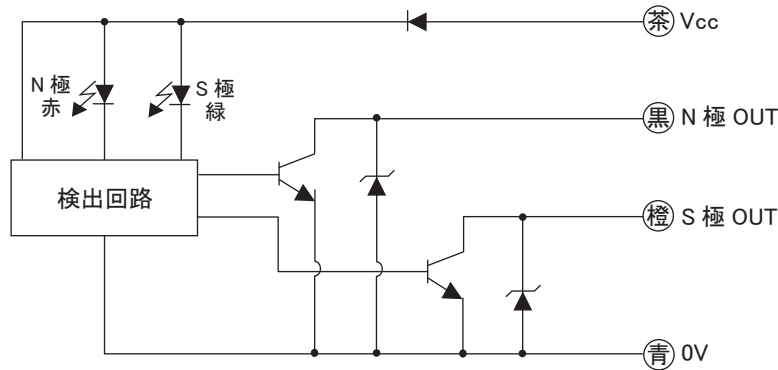 茶 Vcc
N 極
赤
S 極
緑
黒 N 極 OUT
検出回路
橙 S 極 OUT
青 0V